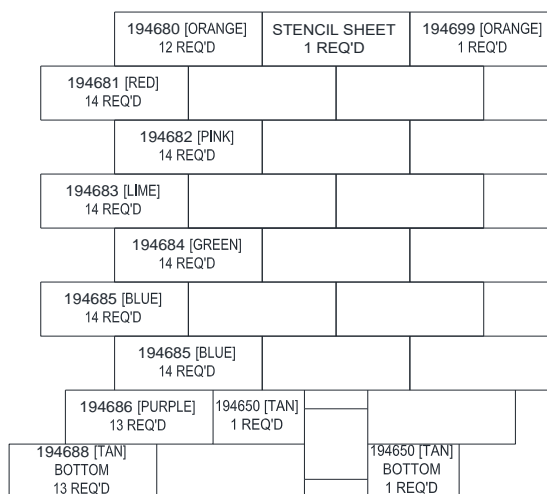 194680 [ORANGE]
12 REQ'D
STENCIL SHEET
1 REQ'D
194699 [ORANGE]
1 REQ'D
194681 [RED]
14 REQ'D
194682 [PINK]
14 REQ'D
194683 [LIME]
14 REQ'D
194684 [GREEN]
14 REQ'D
194685 [BLUE]
14 REQ'D
194685 [BLUE]
14 REQ'D
194686 [PURPLE]
13 REQ'D
194650 [TAN]
1 REQ'D
194688 [TAN]
BOTTOM
13 REQ'D
194650 [TAN]
BOTTOM
1 REQ'D